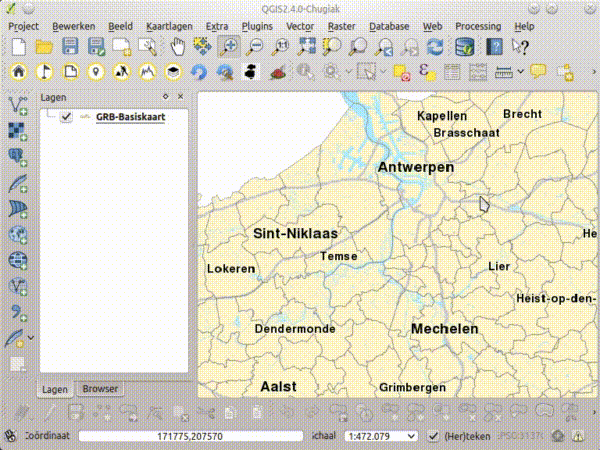 QGIS2.4.0-Chugiak
Project Bewerken Beeld Kaartlagen Extra Plugins Vector Raster Database Web Processing Help
Lagen
GRB-Basiskaart
Kapellen
Brecht
Brasschaat
Antwerpen
Sint-Niklaas
He
Temse
Lokeren
Lier
Heist-op-den-
Dendermonde
Mechelen
Aalst
Grimbergen
Lagen Browser
Coördinaat 171775,207570 Schaal 1:472.079 (Her)teken